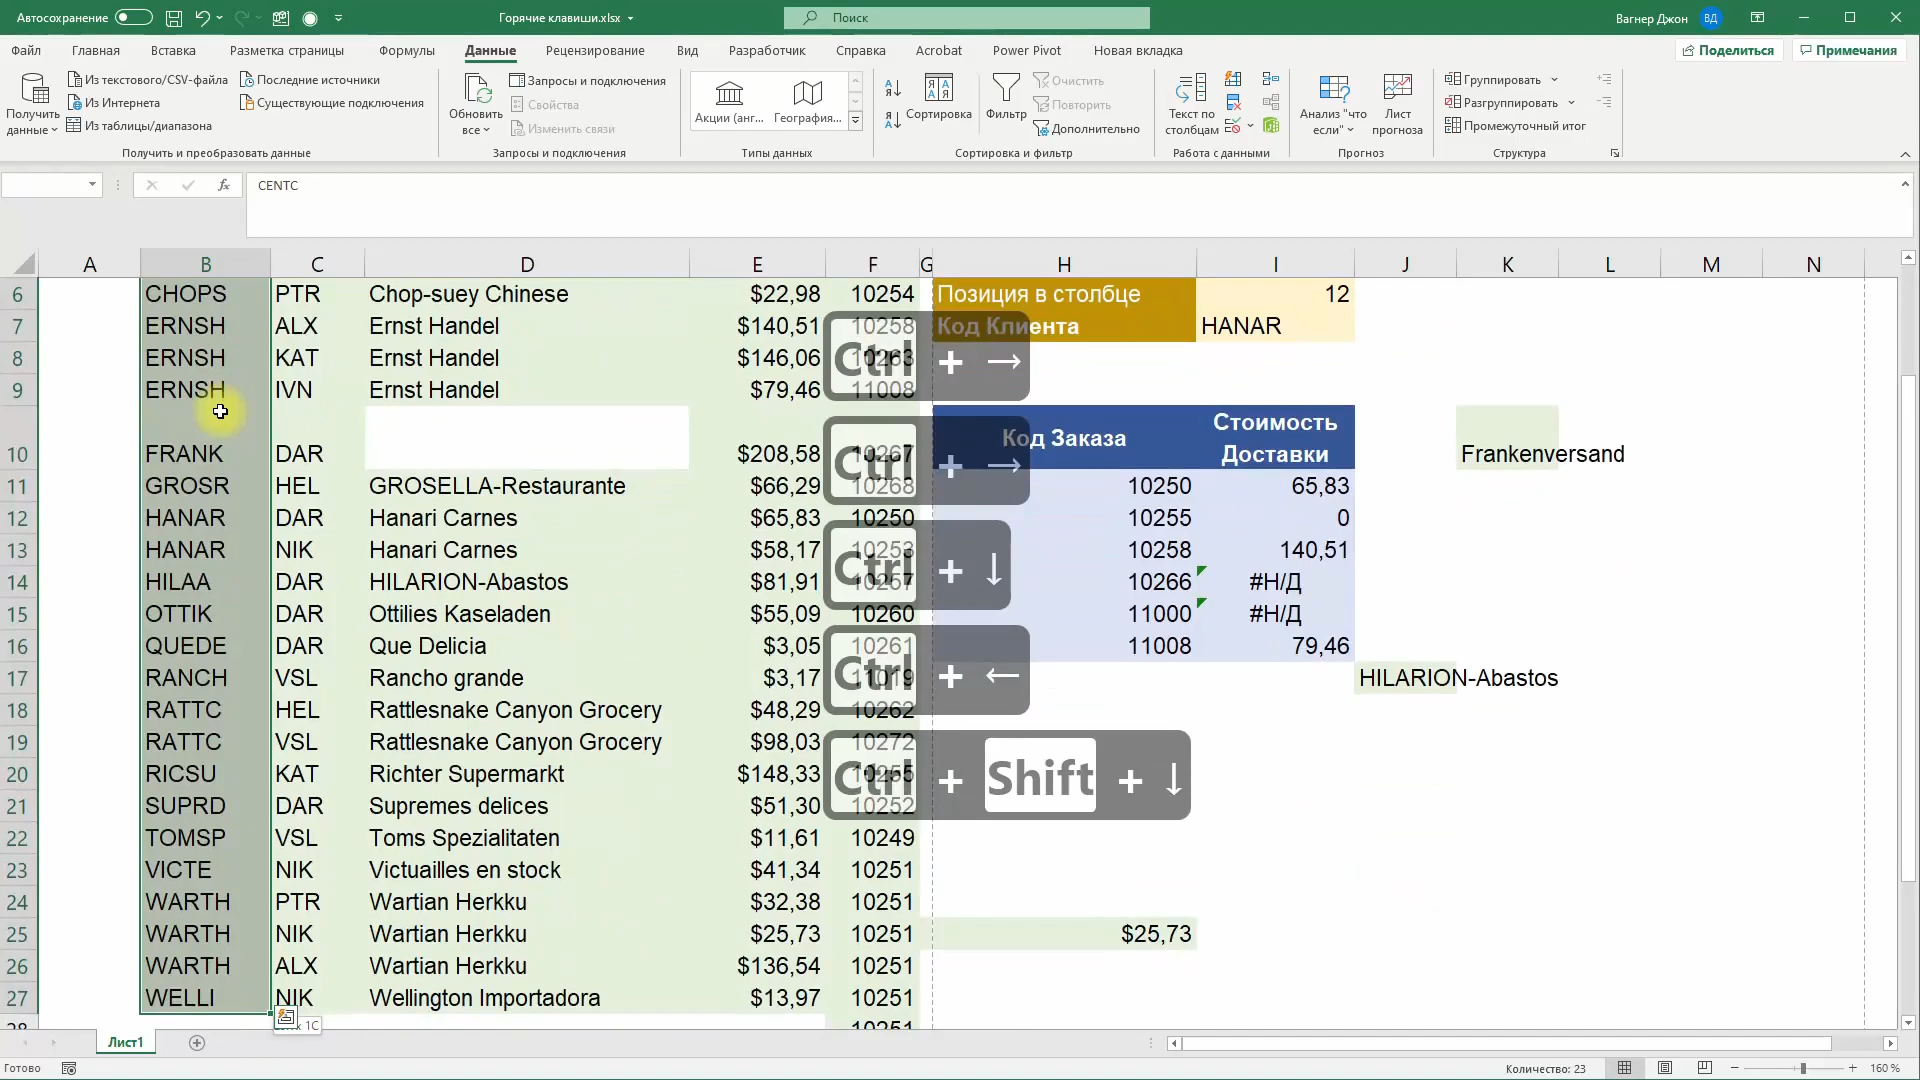 Автосохранение
Горячие клавиши.xlsx
Поиск
Вагнер Джон
ВД
Файл Главная Вставка Разметка страницы Формулы Данные Рецензирование Вид Разработчик Справка Acrobat Power Pivot Новая вкладка
Поделиться Примечания
Получить данные
Из текстового/CSV-файла
Из Интернета
Из таблицы/диапазона
Последние источники
Существующие подключения
Получить и преобразовать данные
Обновить все
Запросы и подключения
Свойства
Изменить связи
Запросы и подключения
Акции (анг... География...
Типы данных
Сортировка
Фильтр
Очистить
Повторить
Дополнительно
Сортировка и фильтр
Текст по столбцам
Работа с данными
Анализ "что если"
Лист прогноза
Прогноз
Группировать
Разгруппировать
Промежуточный итог
Структура
fx CENTC
A B C D E F G H I J K L M N
6 CHOPS PTR Chop-suey Chinese $22,98 10254 Позиция в столбце 12
7 ERNSH ALX Ernst Handel $140,51 10258 Код Клиента HANAR
8 ERNSH KAT Ernst Handel $146,06 10263
9 ERNSH IVN Ernst Handel $79,46 11008
Код Заказа Стоимость Доставки
10 FRANK DAR $208,58 10267 Frankenversand
11 GROSR HEL GROSELLA-Restaurante $66,29 10268 10250 65,83
12 HANAR DAR Hanari Carnes $65,83 10250 10255 0
13 HANAR NIK Hanari Carnes $58,17 10253 10258 140,51
14 HILAA DAR HILARION-Abastos $81,91 10257 10266 #Н/Д
15 OTTIK DAR Ottilies Kaseladen $55,09 10260 11000 #Н/Д
16 QUEDE DAR Que Delicia $3,05 10261 11008 79,46
17 RANCH VSL Rancho grande $3,17 11019 HILARION-Abastos
18 RATTC HEL Rattlesnake Canyon Grocery $48,29 10262
19 RATTC VSL Rattlesnake Canyon Grocery $98,03 10272
20 RICSU KAT Richter Supermarkt $148,33 10255
21 SUPRD DAR Supremes delices $51,30 10252
22 TOMSP VSL Toms Spezialitaten $11,61 10249
23 VICTE NIK Victuailles en stock $41,34 10251
24 WARTH PTR Wartian Herkku $32,38 10251
25 WARTH NIK Wartian Herkku $25,73 10251 $25,73
26 WARTH ALX Wartian Herkku $136,54 10251
27 WELLI NIK Wellington Importadora $13,97 10251
28 10251
Ctrl + →
Ctrl + →
Ctrl + ↓
Ctrl + ←
Ctrl + Shift + ↓
Лист1
Готово
Количество: 23
160 %